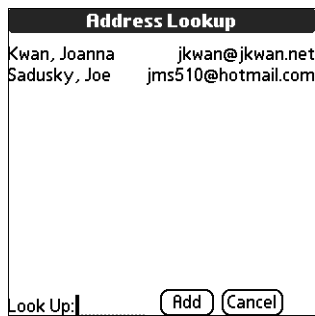 Address Lookup
Kwan, Joanna jkwan@jkwan.net
Sadusky, Joe jms510@hotmail.com
Look Up: Add Cancel